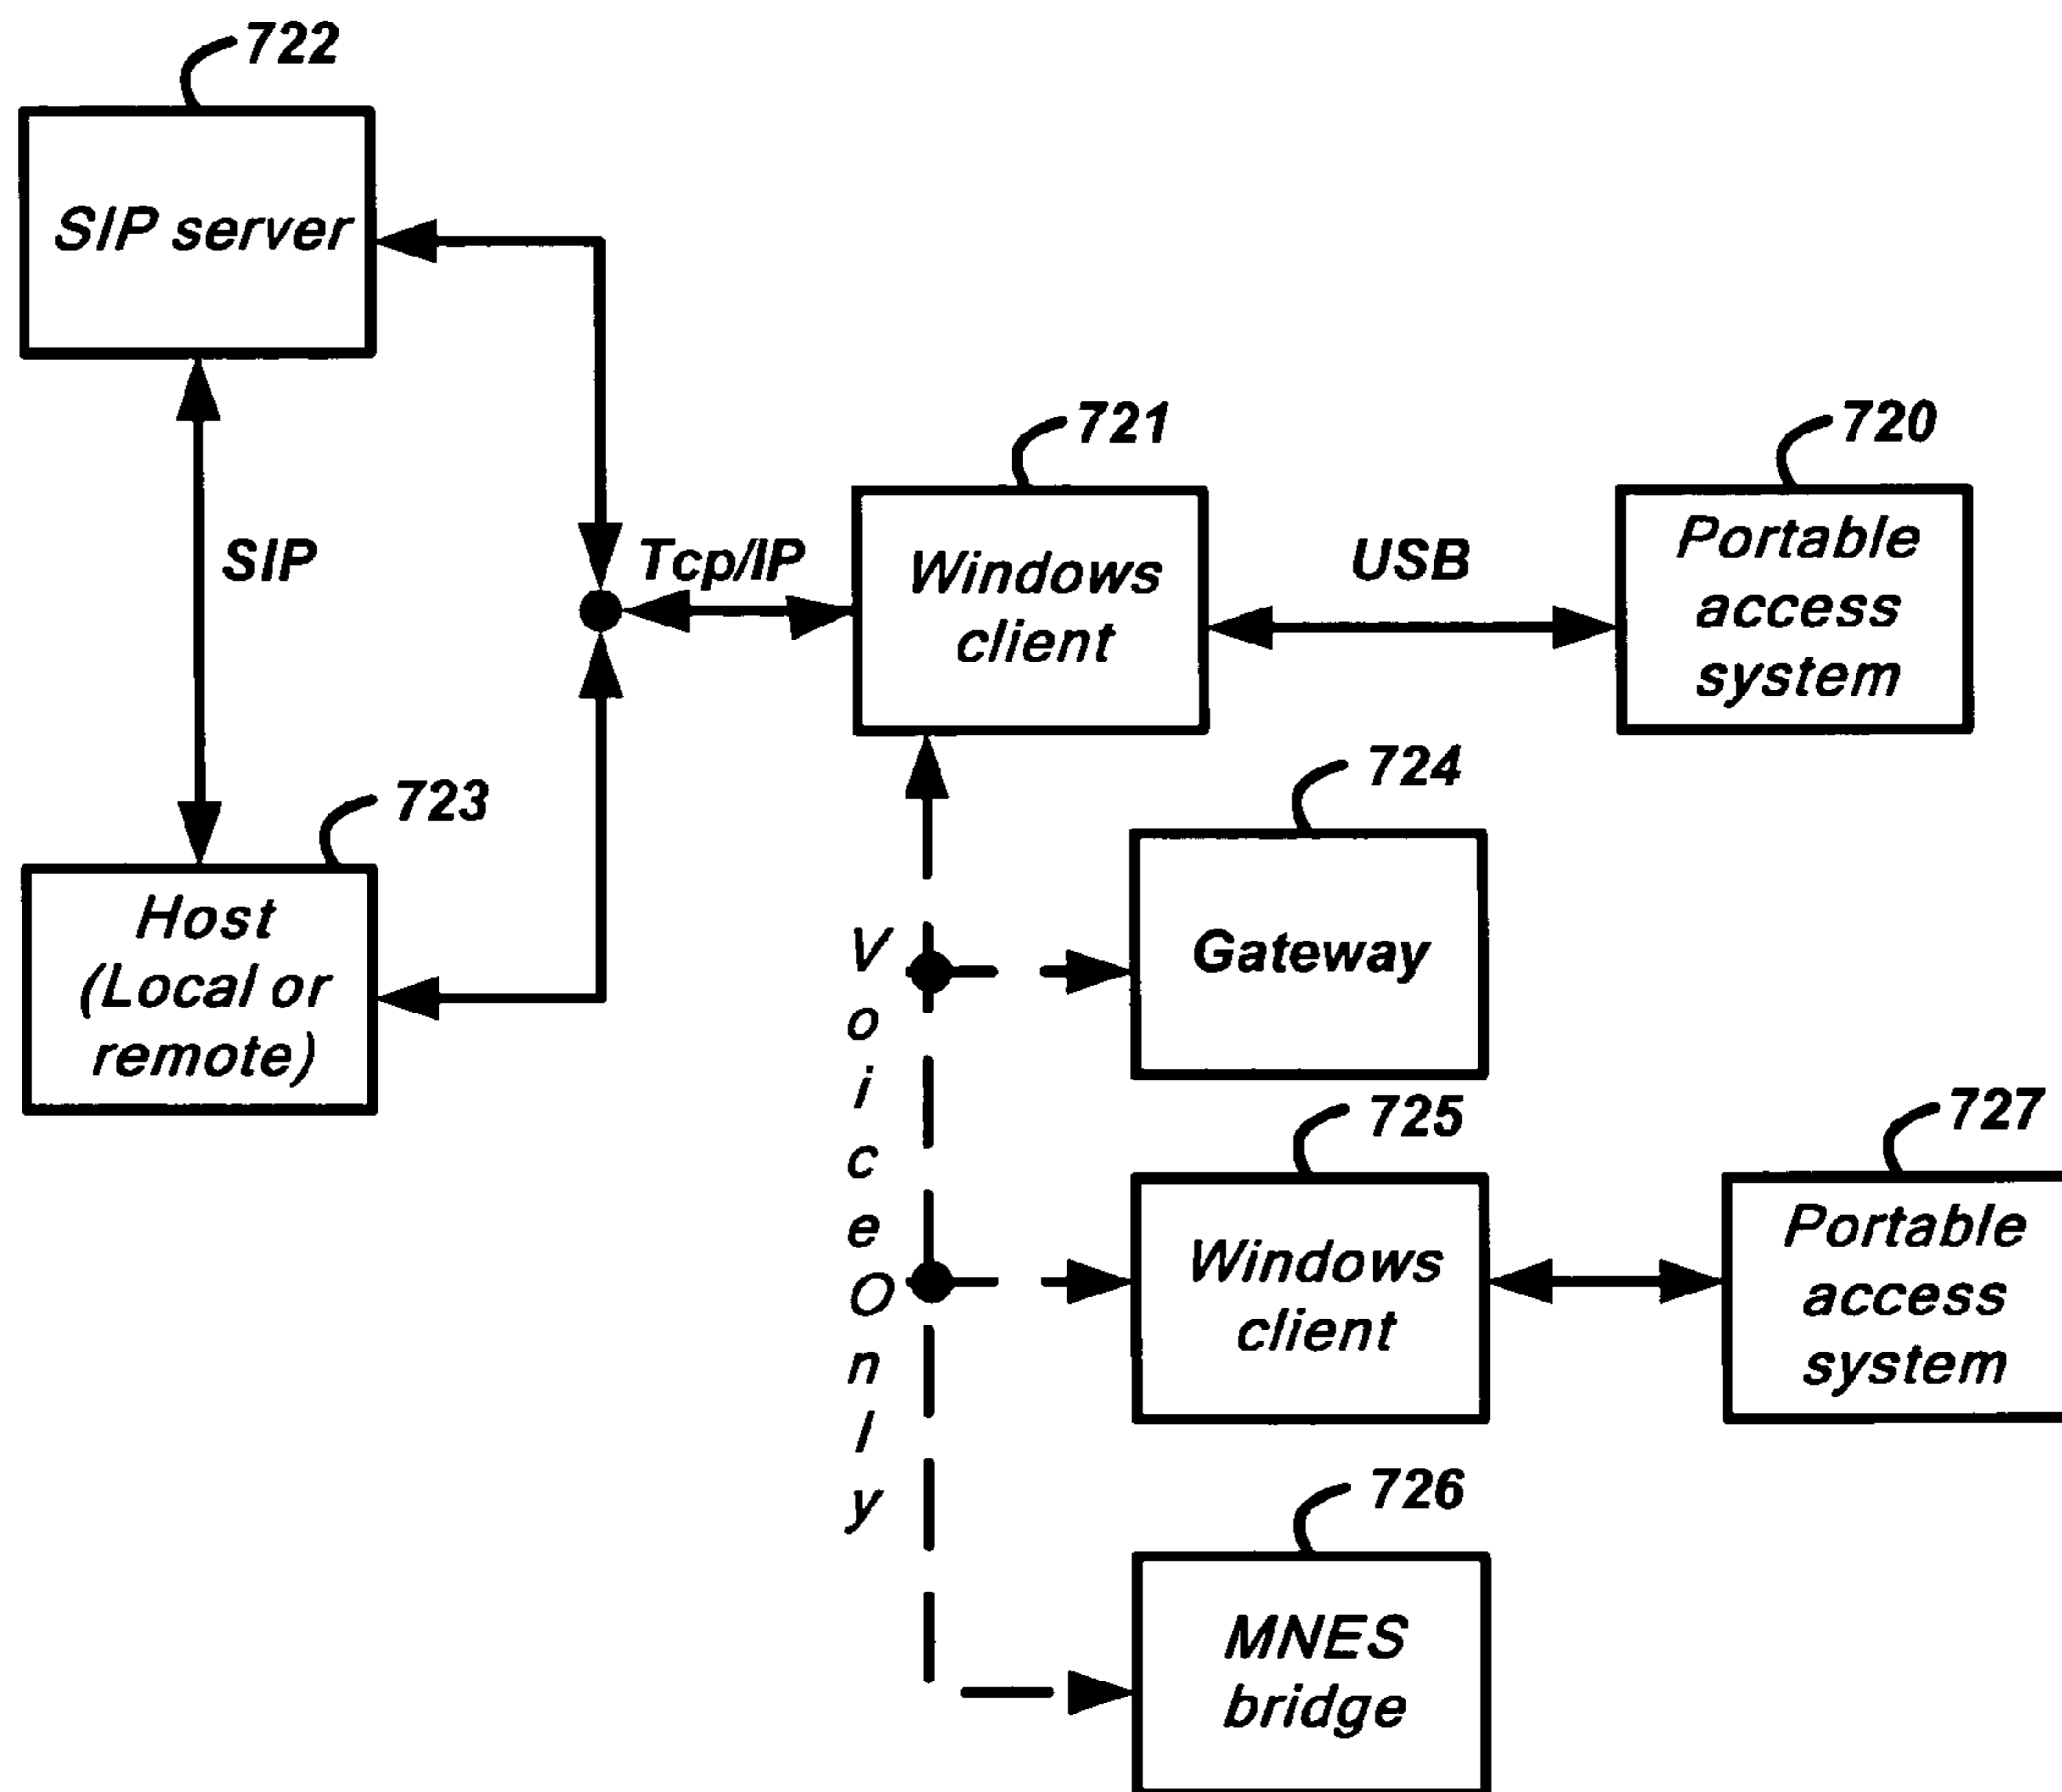 722
SIP server
SIP
723
Host
(Local or
remote)
Tcp/IP
721
Windows
client
USB
720
Portable
access
system
VoiceOnly
724
Gateway
725
Windows
client
727
Portable
access
system
726
MNES
bridge